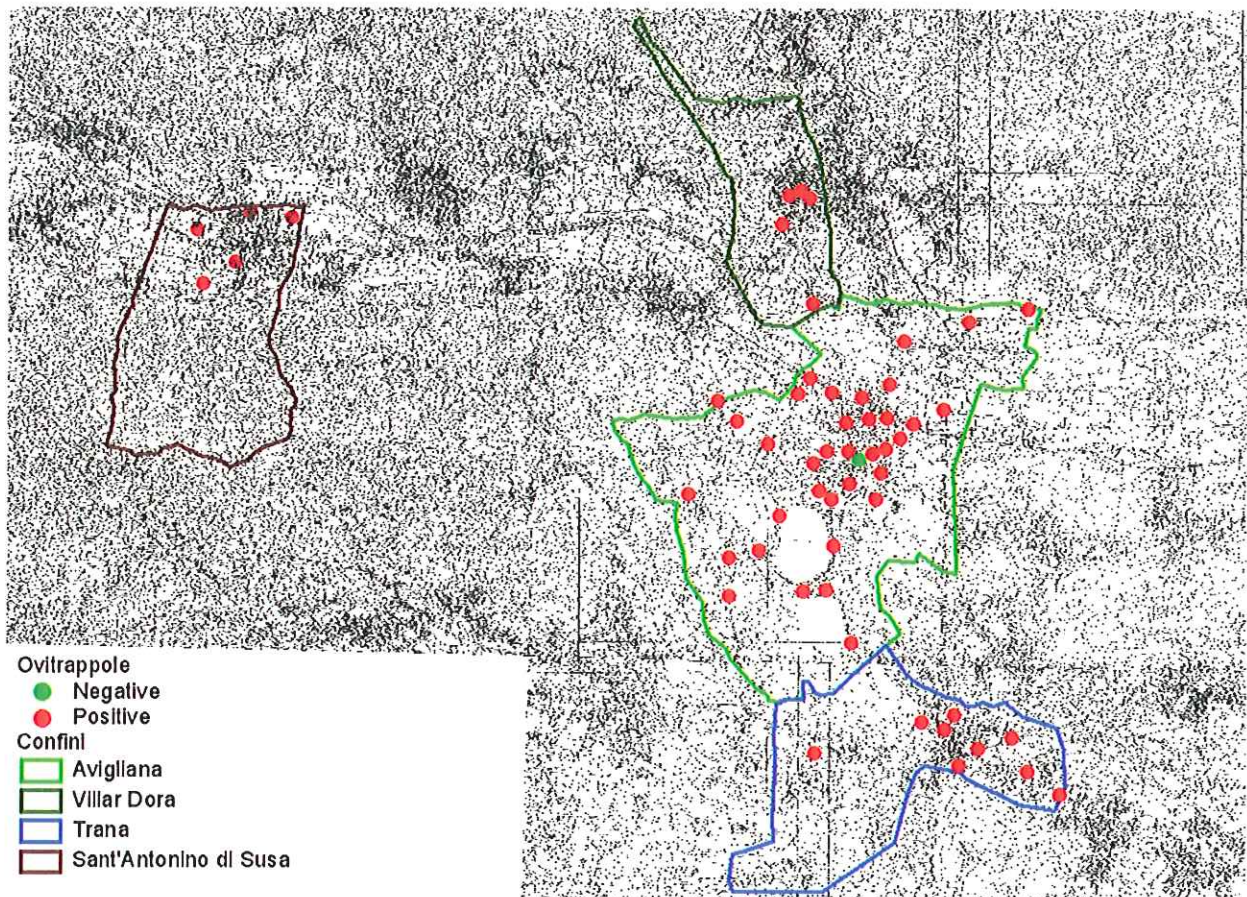 Ovitrappole
Negative
Positive
Confini
Avigliana
Villar Dora
Trana
Sant'Antonino di Susa